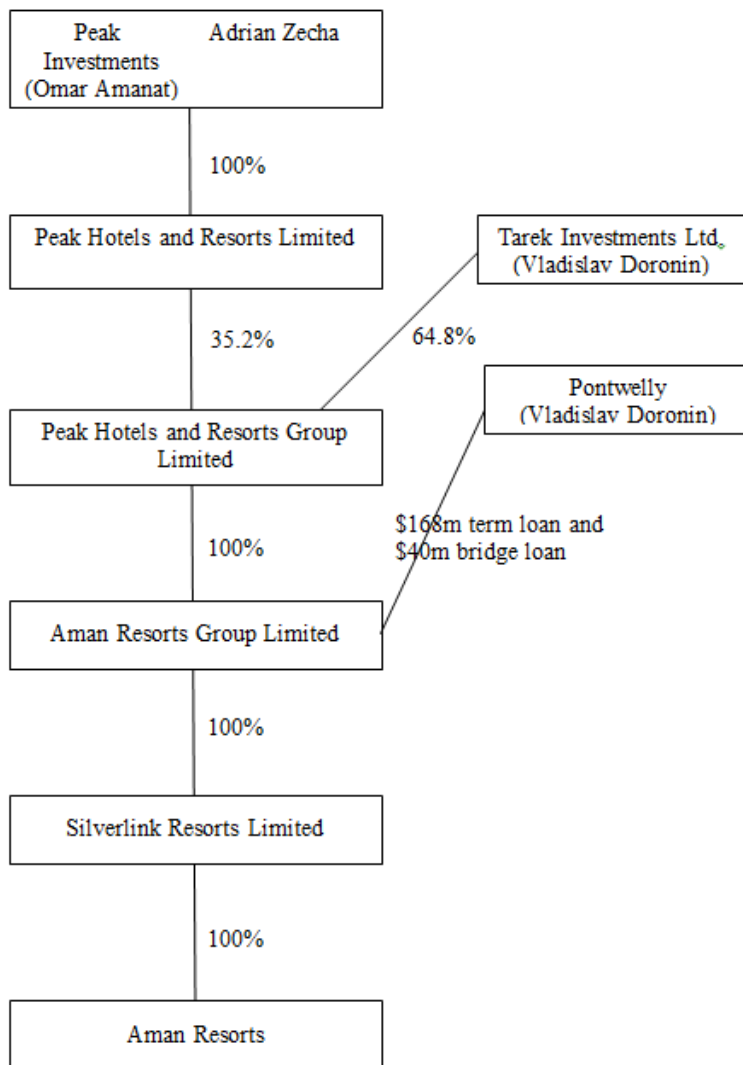 Peak Adrian Zecha
Investments
(Omar Amanat)
100%
Peak Hotels and Resorts Limited
Tarek Investments Ltd.
(Vladislav Doronin)
35.2%
64.8%
Pontwelly
(Vladislav Doronin)
Peak Hotels and Resorts Group
Limited
$168m term loan and
$40m bridge loan
100%
Aman Resorts Group Limited
100%
Silverlink Resorts Limited
100%
Aman Resorts